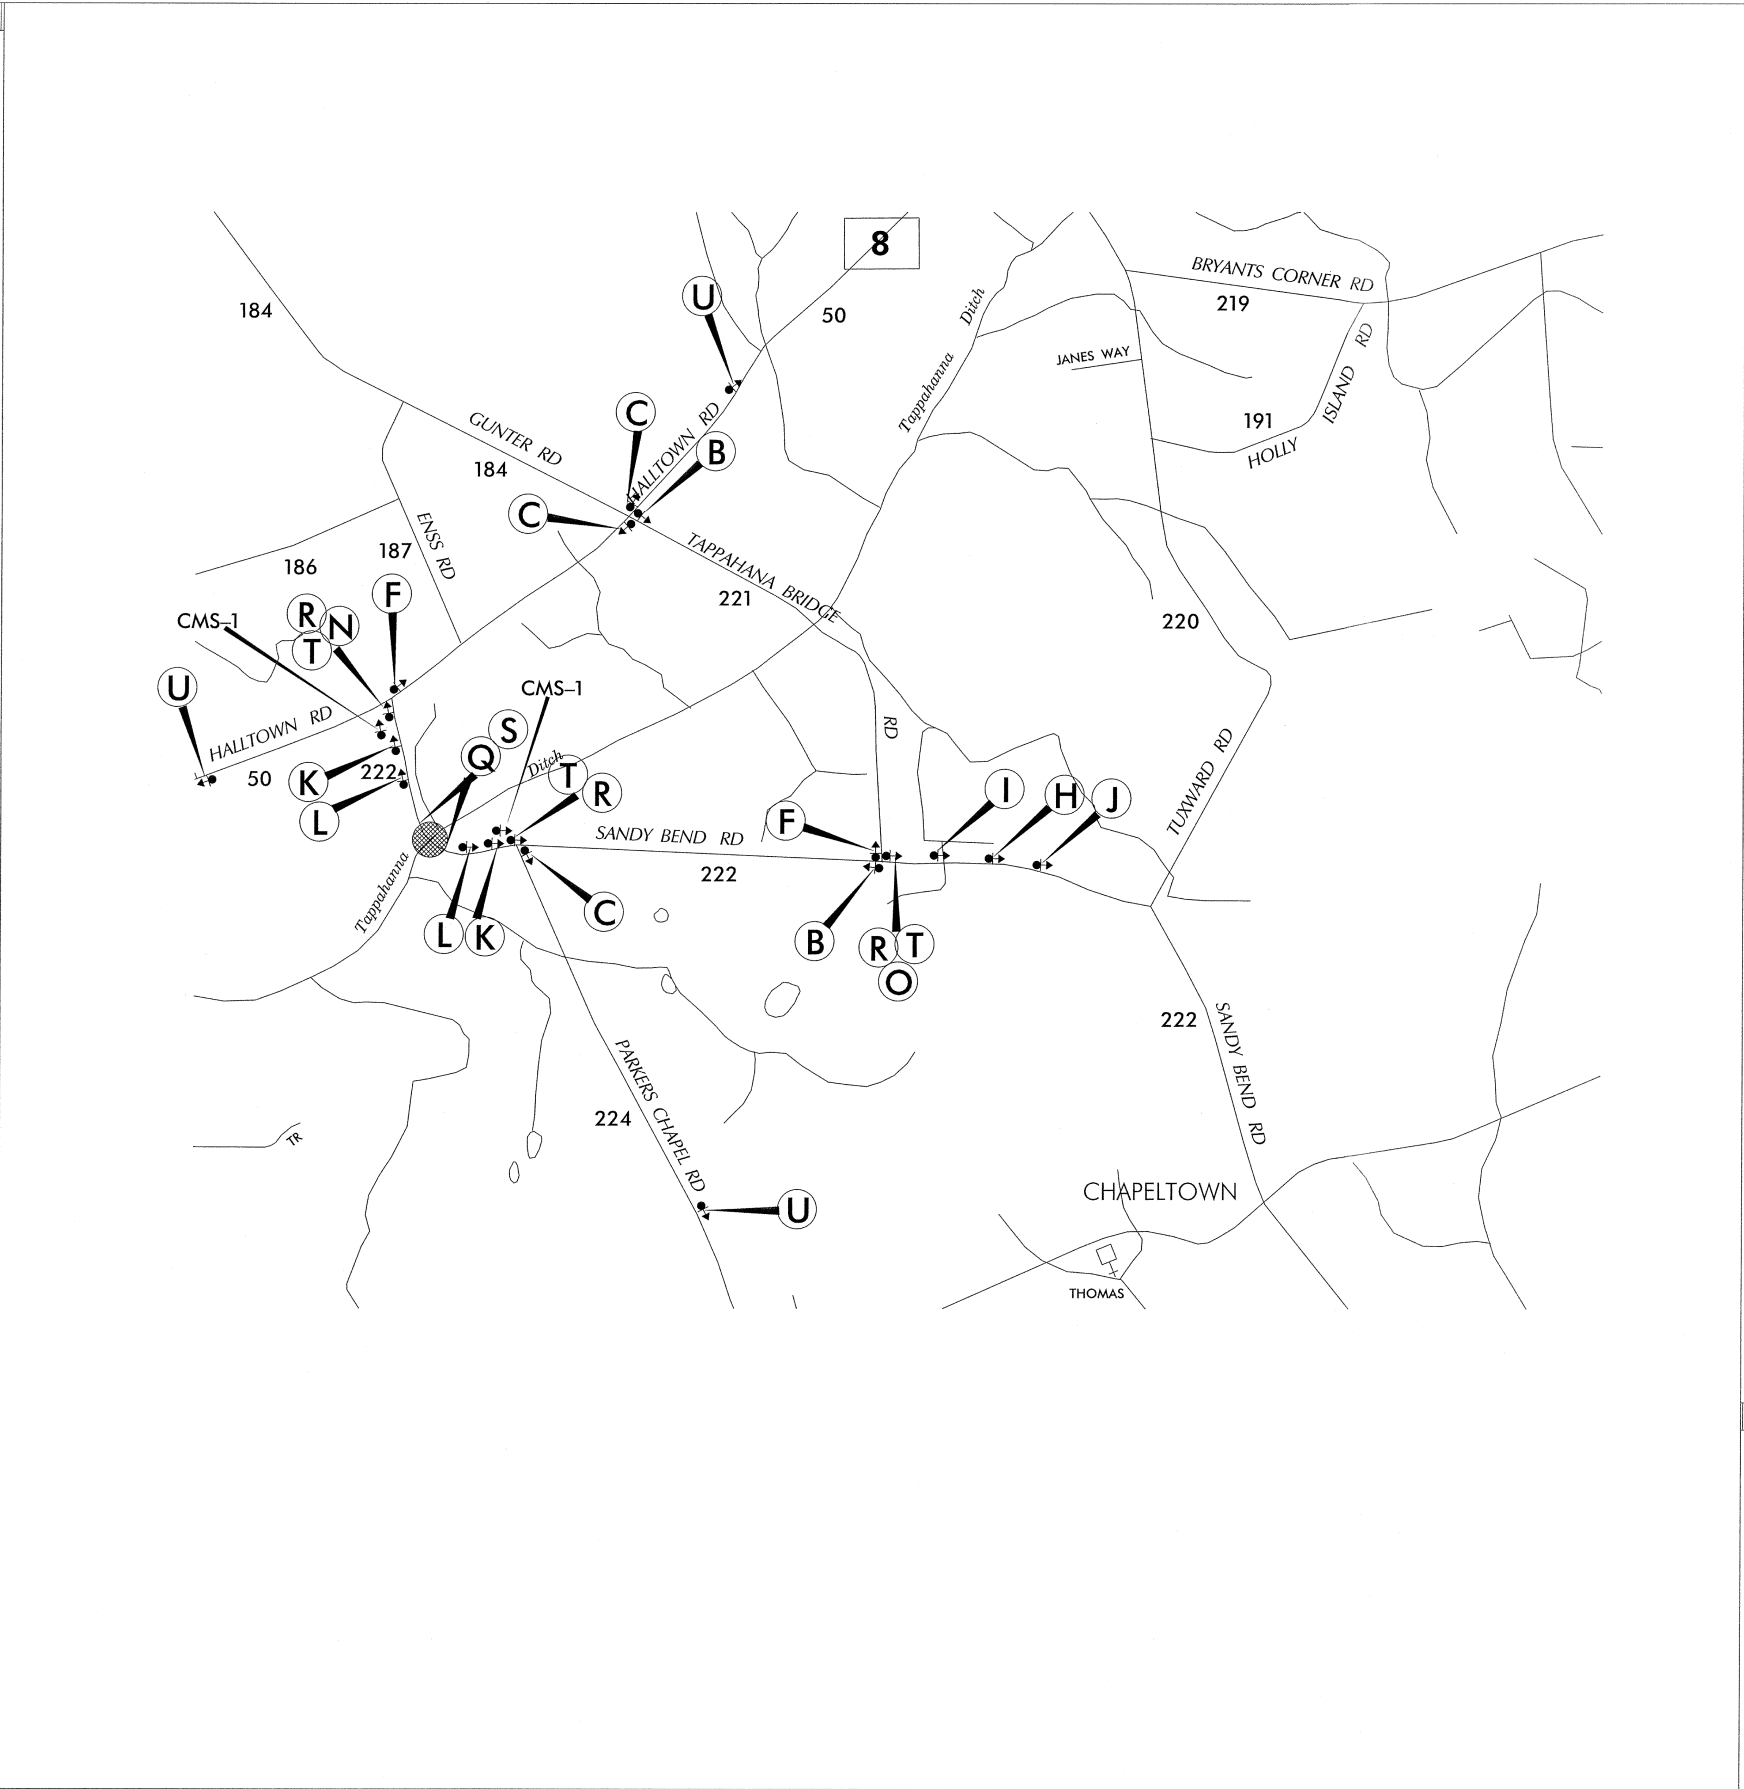 8
184
U
50
BRYANTS CORNER RD
219
Ditch
Tappahanna
JANES WAY
HOLLY ISLAND RD
191
C
HALLTOWN RD
GUNTER RD
184
B
C
ENSS RD
187
186
TAPPAHANA BRIDGE RD
221
220
F
R
N
T
CMS-1
U
CMS-1
HALLTOWN RD
50
S
Q
Ditch
T
R
K
222
L
TUXWARD RD
I
H
J
F
SANDY BEND RD
222
Tappahanna
C
L
K
B
R
T
O
222
SANDY BEND RD
PARKERS CHAPEL RD
224
TR
U
CHAPELTOWN
THOMAS